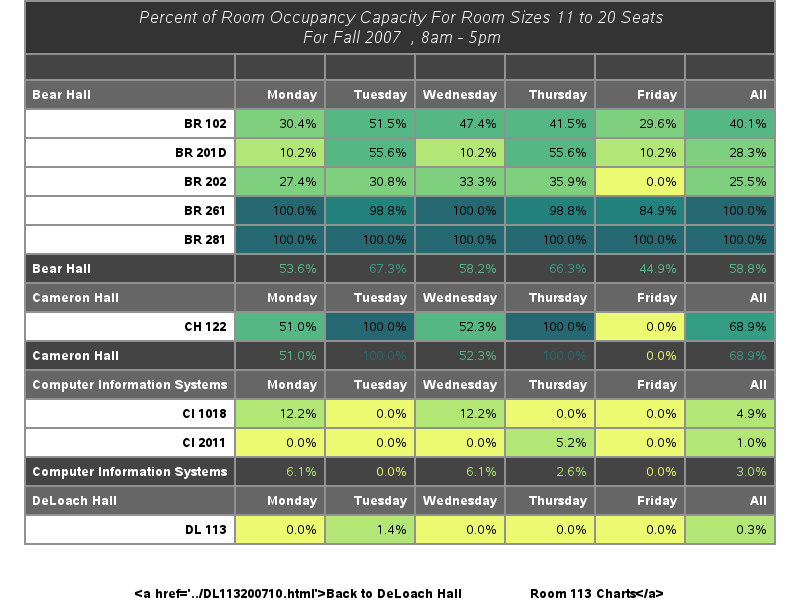 Percent of Room Occupancy Capacity For Room Sizes 11 to 20 Seats
For Fall 2007 , 8am - 5pm
Bear Hall Monday Tuesday Wednesday Thursday Friday All
BR 102 30.4% 51.5% 47.4% 41.5% 29.6% 40.1%
BR 201D 10.2% 55.6% 10.2% 55.6% 10.2% 28.3%
BR 202 27.4% 30.8% 33.3% 35.9% 0.0% 25.5%
BR 261 100.0% 98.8% 100.0% 98.8% 84.9% 100.0%
BR 281 100.0% 100.0% 100.0% 100.0% 100.0% 100.0%
Bear Hall 53.6% 67.3% 58.2% 66.3% 44.9% 58.8%
Cameron Hall Monday Tuesday Wednesday Thursday Friday All
CH 122 51.0% 100.0% 52.3% 100.0% 0.0% 68.9%
Cameron Hall 51.0% 100.0% 52.3% 100.0% 0.0% 68.9%
Computer Information Systems Monday Tuesday Wednesday Thursday Friday All
CI 1018 12.2% 0.0% 12.2% 0.0% 0.0% 4.9%
CI 2011 0.0% 0.0% 0.0% 5.2% 0.0% 1.0%
Computer Information Systems 6.1% 0.0% 6.1% 2.6% 0.0% 3.0%
DeLoach Hall Monday Tuesday Wednesday Thursday Friday All
DL 113 0.0% 1.4% 0.0% 0.0% 0.0% 0.3%
<a href='../DL113200710.html'>Back to DeLoach Hall Room 113 Charts</a>